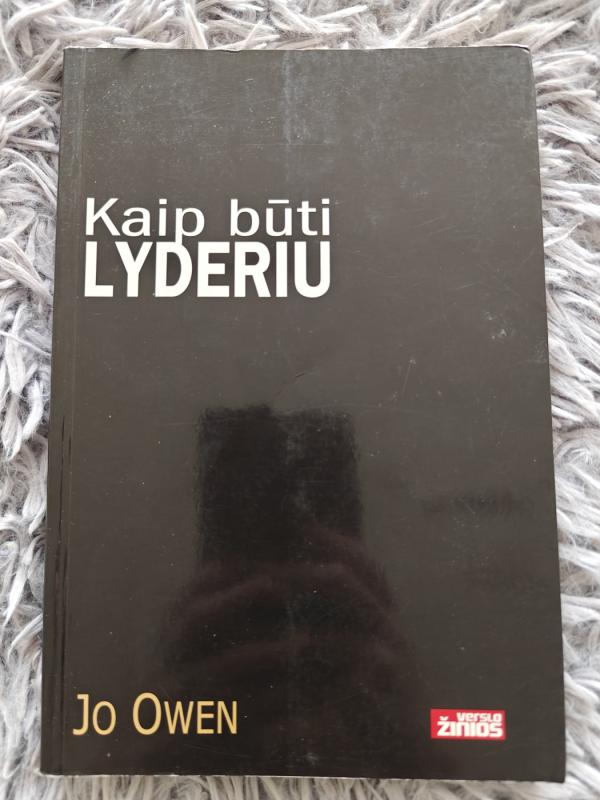 Kaip būti
LYDERIU
Jo Owen
verslo
žinios